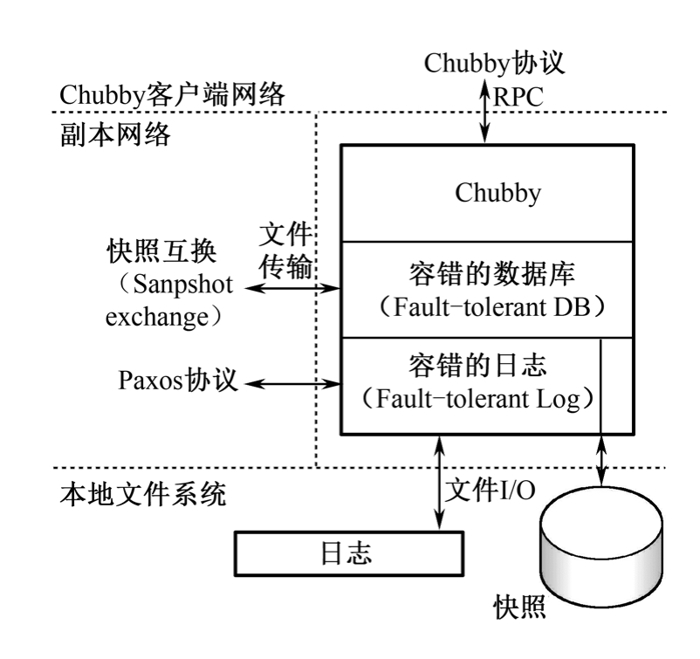 Chubby协议
Chubby客户端网络
RPC
副本网络
Chubby
文件
传输
快照互换
（Sanpshot
exchange）
容错的数据库
（Fault-tolerant DB）
Paxos协议
容错的日志
（Fault-tolerant Log）
本地文件系统
文件I/O
日志
快照